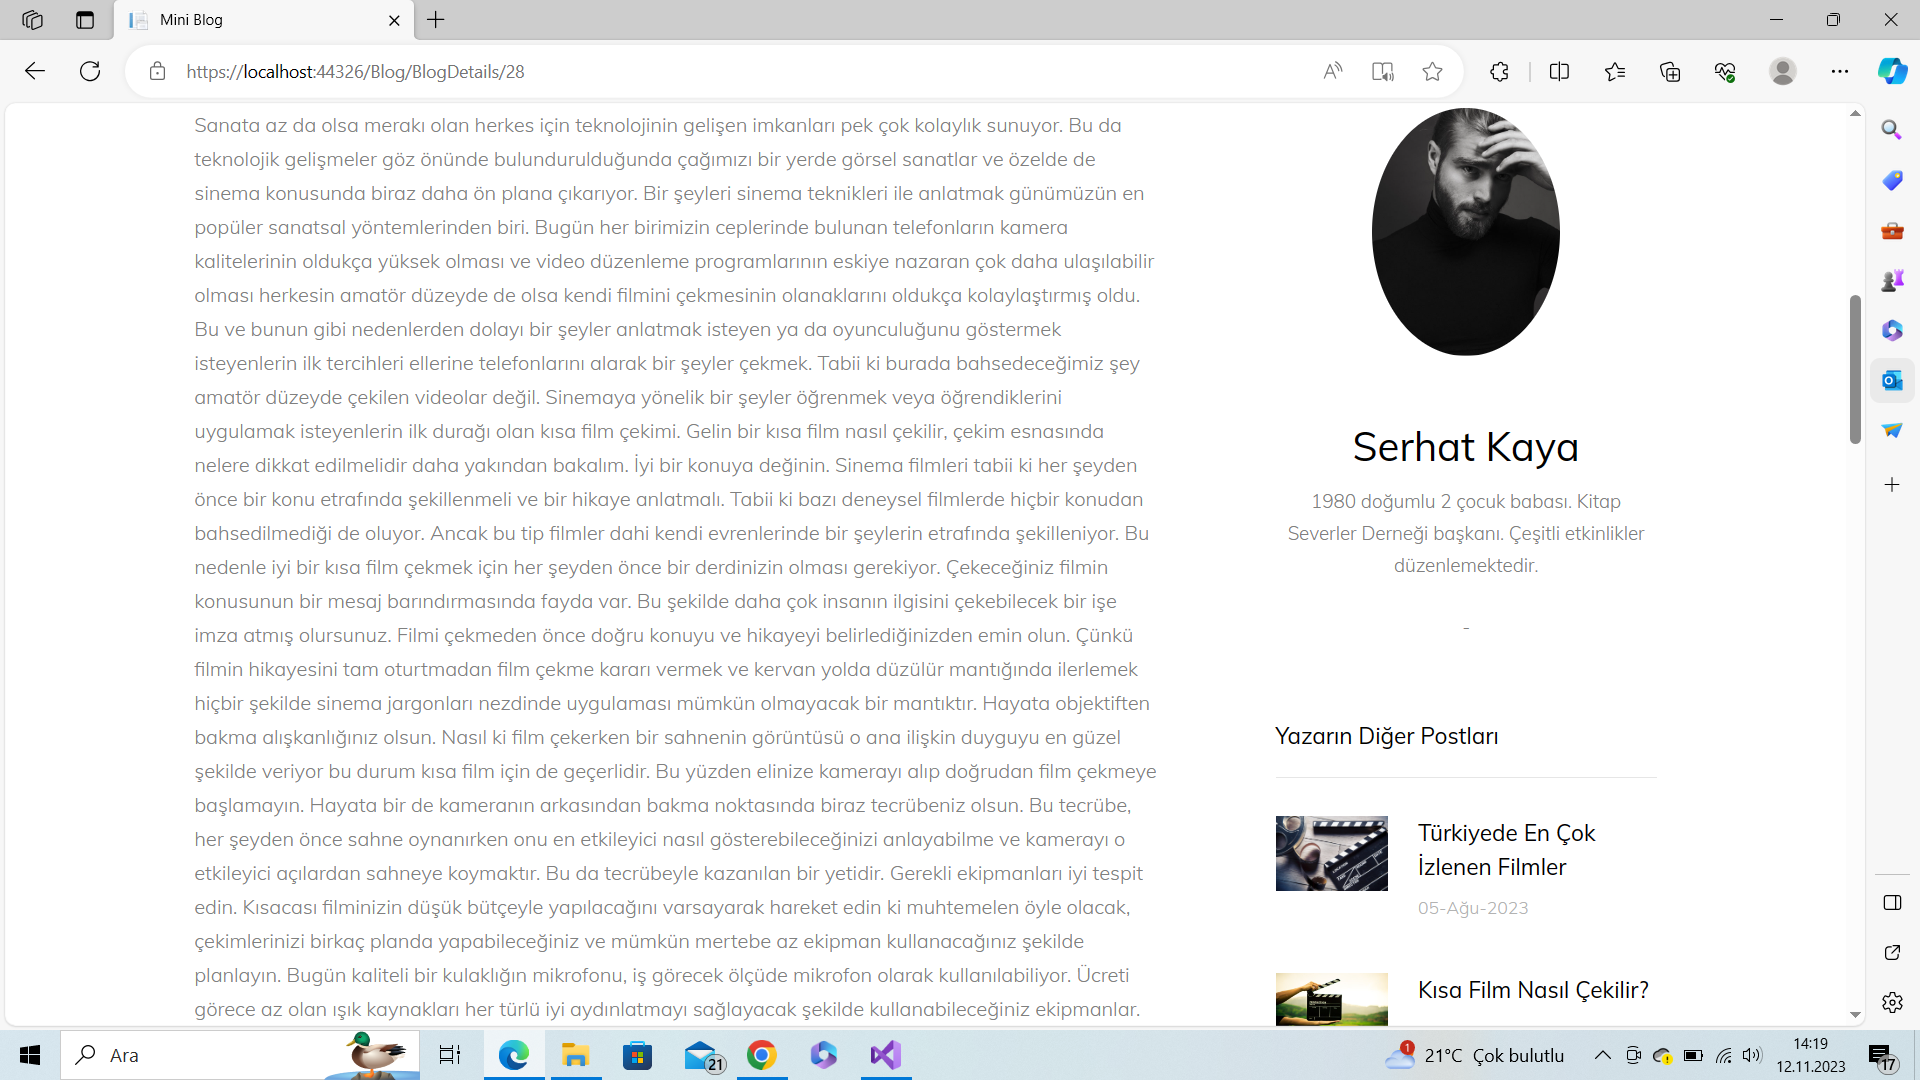 Mini Blog
https://localhost:44326/Blog/BlogDetails/28
Sanata az da olsa merakı olan herkes için teknolojinin gelişen imkanları pek çok kolaylık sunuyor. Bu da
teknolojik gelişmeler göz önünde bulundurulduğunda çağımızı bir yerde görsel sanatlar ve özelde de
sinema konusunda biraz daha ön plana çıkarıyor. Bir şeyleri sinema teknikleri ile anlatmak günümüzün en
popüler sanatsal yöntemlerinden biri. Bugün her birimizin ceplerinde bulunan telefonların kamera
kalitelerinin oldukça yüksek olması ve video düzenleme programlarının eskiye nazaran çok daha ulaşılabilir
olması herkesin amatör düzeyde de olsa kendi filmini çekmesinin olanaklarını oldukça kolaylaştırmış oldu.
Bu ve bunun gibi nedenlerden dolayı bir şeyler anlatmak isteyen ya da oyunculuğunu göstermek
isteyenlerin ilk tercihleri ellerine telefonlarını alarak bir şeyler çekmek. Tabii ki burada bahsedeceğimiz şey
amatör düzeyde çekilen videolar değil. Sinemaya yönelik bir şeyler öğrenmek veya öğrendiklerini
uygulamak isteyenlerin ilk durağı olan kısa film çekimi. Gelin bir kısa film nasıl çekilir, çekim esnasında
nelere dikkat edilmelidir daha yakından bakalım. İyi bir konuya değinin. Sinema filmleri tabii ki her şeyden
önce bir konu etrafında şekillenmeli ve bir hikaye anlatmalı. Tabii ki bazı deneysel filmlerde hiçbir konudan
bahsedilmediği de oluyor. Ancak bu tip filmler dahi kendi evrenlerinde bir şeylerin etrafında şekilleniyor. Bu
nedenle iyi bir kısa film çekmek için her şeyden önce bir derdinizin olması gerekiyor. Çekeceğiniz filmin
konusunun bir mesaj barındırmasında fayda var. Bu şekilde daha çok insanın ilgisini çekebilecek bir işe
imza atmış olursunuz. Filmi çekmeden önce doğru konuyu ve hikayeyi belirlediğinizden emin olun. Çünkü
filmin hikayesini tam oturtmadan film çekme kararı vermek ve kervan yolda düzülür mantığında ilerlemek
hiçbir şekilde sinema jargonları nezdinde uygulaması mümkün olmayacak bir mantıktır. Hayata objektiften
bakma alışkanlığınız olsun. Nasıl ki film çekerken bir sahnenin görüntüsü o ana ilişkin duyguyu en güzel
şekilde veriyor bu durum kısa film için de geçerlidir. Bu yüzden elinize kamerayı alıp doğrudan film çekmeye
başlamayın. Hayata bir de kameranın arkasından bakma noktasında biraz tecrübeniz olsun. Bu tecrübe,
her şeyden önce sahne oynanırken onu en etkileyici nasıl gösterebileceğinizi anlayabilme ve kamerayı o
etkileyici açılardan sahneye koymaktır. Bu da tecrübeyle kazanılan bir yetidir. Gerekli ekipmanları iyi tespit
edin. Kısacası filminizin düşük bütçeyle yapılacağını varsayarak hareket edin ki muhtemelen öyle olacak,
çekimlerinizi birkaç planda yapabileceğiniz ve mümkün mertebe az ekipman kullanacağınız şekilde
planlayın. Bugün kaliteli bir kulaklığın mikrofonu, iş görecek ölçüde mikrofon olarak kullanılabiliyor. Ücreti
görece az olan ışık kaynakları her türlü iyi aydınlatmayı sağlayacak şekilde kullanabileceğiniz ekipmanlar.
Serhat Kaya
1980 doğumlu 2 çocuk babası. Kitap
Severler Derneği başkanı. Çeşitli etkinlikler
düzenlemektedir.
-
Yazarın Diğer Postları
Türkiyede En Çok
İzlenen Filmler
05-Ağu-2023
Kısa Film Nasıl Çekilir?
Ara
21
1
21°C Çok bulutlu
14:19
12.11.2023
17